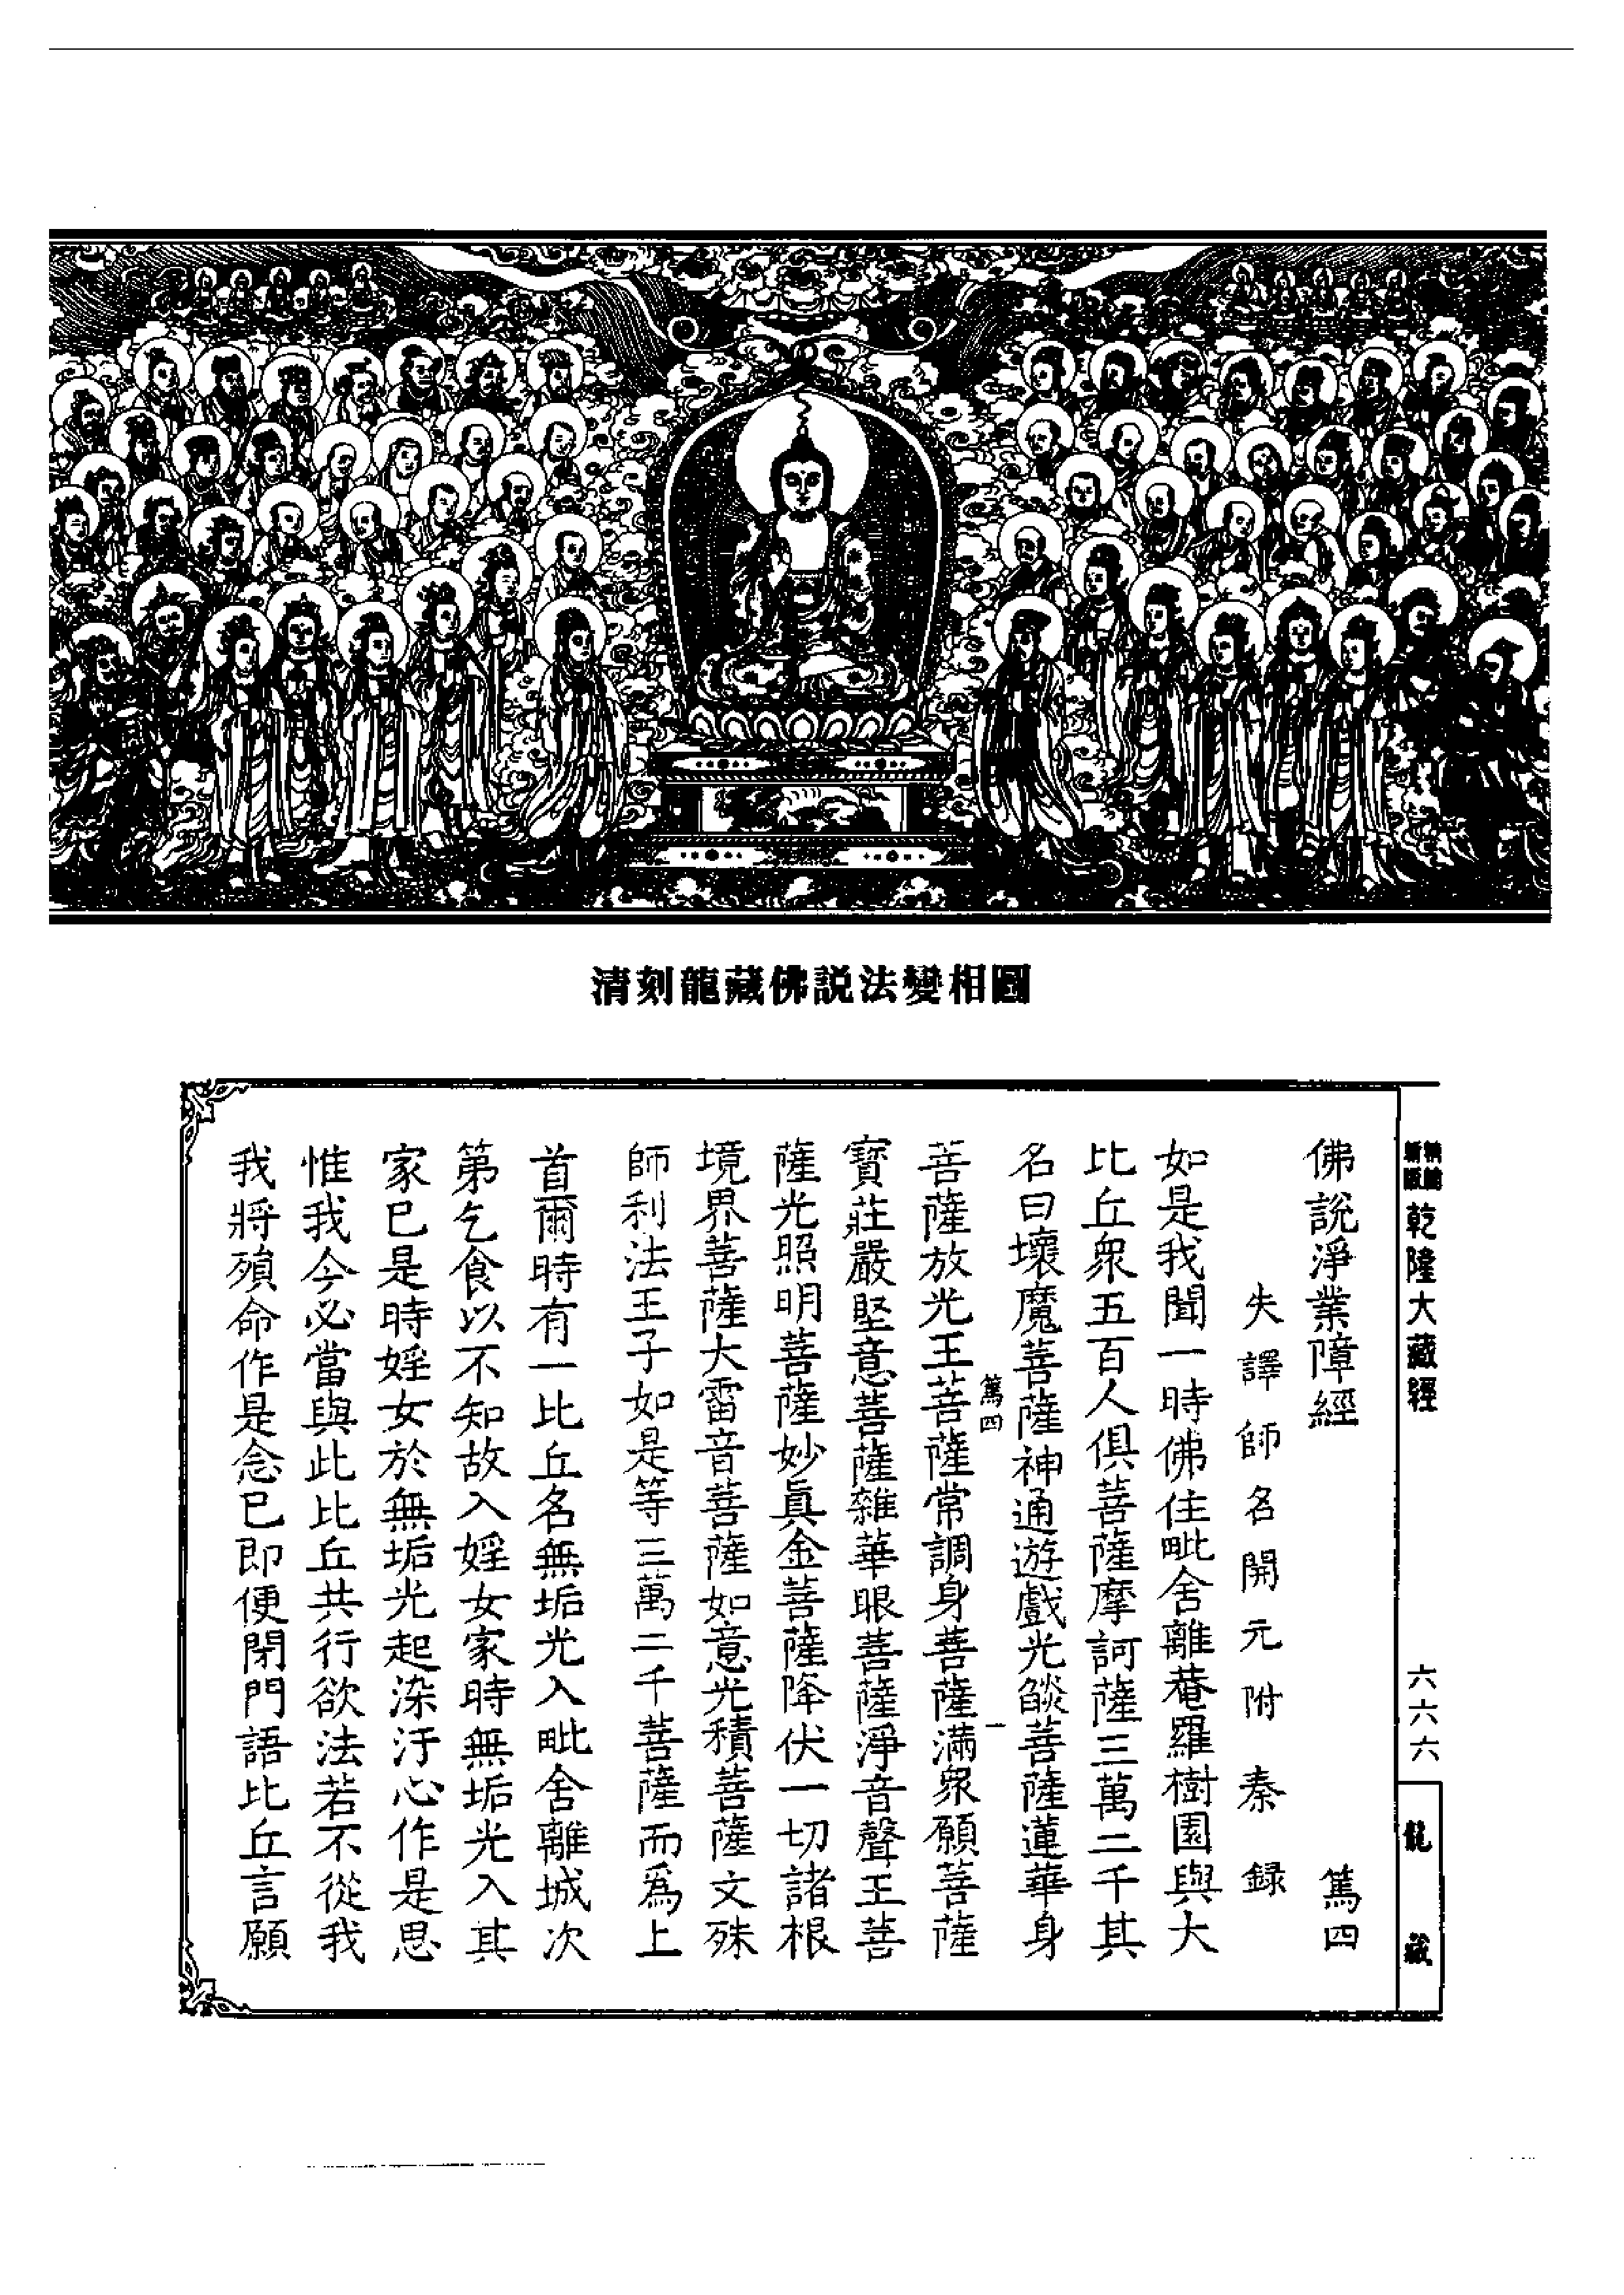 清刻龍藏佛説法變相圖
乾隆大藏經
六六六
龍藏
佛說淨業障經 篤四
失譯師名開元附秦録
如是我聞一時佛住毗舍離菴羅樹園與大
比丘衆五百人俱菩薩摩訶薩三萬二千其
名曰壞魔菩薩神通遊戲光燄菩薩蓮華身
篤四 一
菩薩放光王菩薩常調身菩薩滿衆願菩薩
寶莊嚴堅意菩薩雜華眼菩薩淨音聲王菩
薩光照明菩薩妙眞金菩薩降伏一切諸根
境界菩薩大雷音菩薩如意光積菩薩文殊
師利法王子如是等三萬二千菩薩而爲上
首爾時有一比丘名無垢光入毗舍離城次
第乞食以不知故入婬女家時無垢光入其
家已是時婬女於無垢光起染汙心作是思
惟我今必當與此比丘共行欲法若不從我
我將殞命作是念已即便閉門語比丘言願